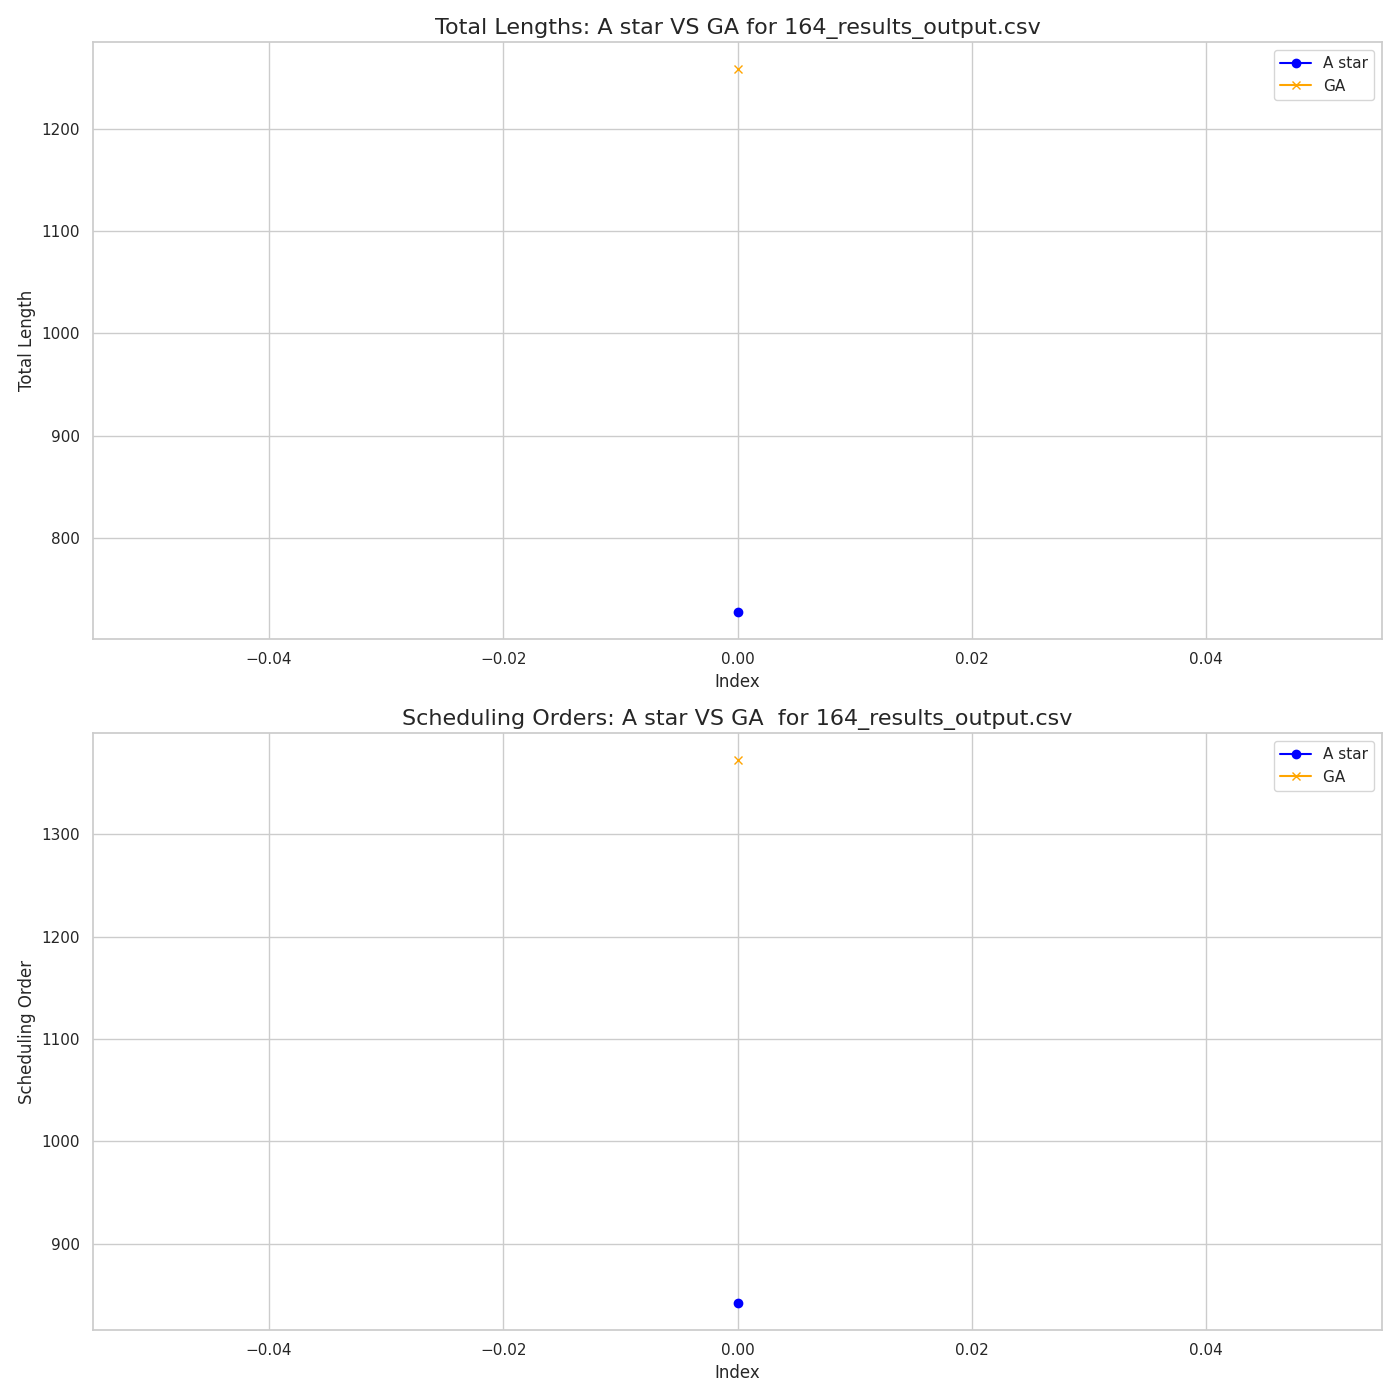 Total Lengths: A star VS GA for 164_results_output.csv
A star
GA
1200
1100
1000
900
800
Total Length
−0.04
−0.02
0.00
0.02
0.04
Index
Scheduling Orders: A star VS GA  for 164_results_output.csv
A star
GA
1300
1200
1100
1000
900
Scheduling Order
−0.04
−0.02
0.00
0.02
0.04
Index